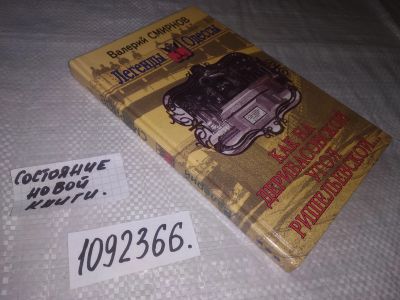 Валерий СМИРНОВ
Легенды Одессы
КАК НА
ДЕРИБАСОВСКОЙ
УГОЛ
РИШЕЛЬЕВСКОЙ...
СОСТОЯНИЕ
НОВОЙ
КНИГИ.
1092366.